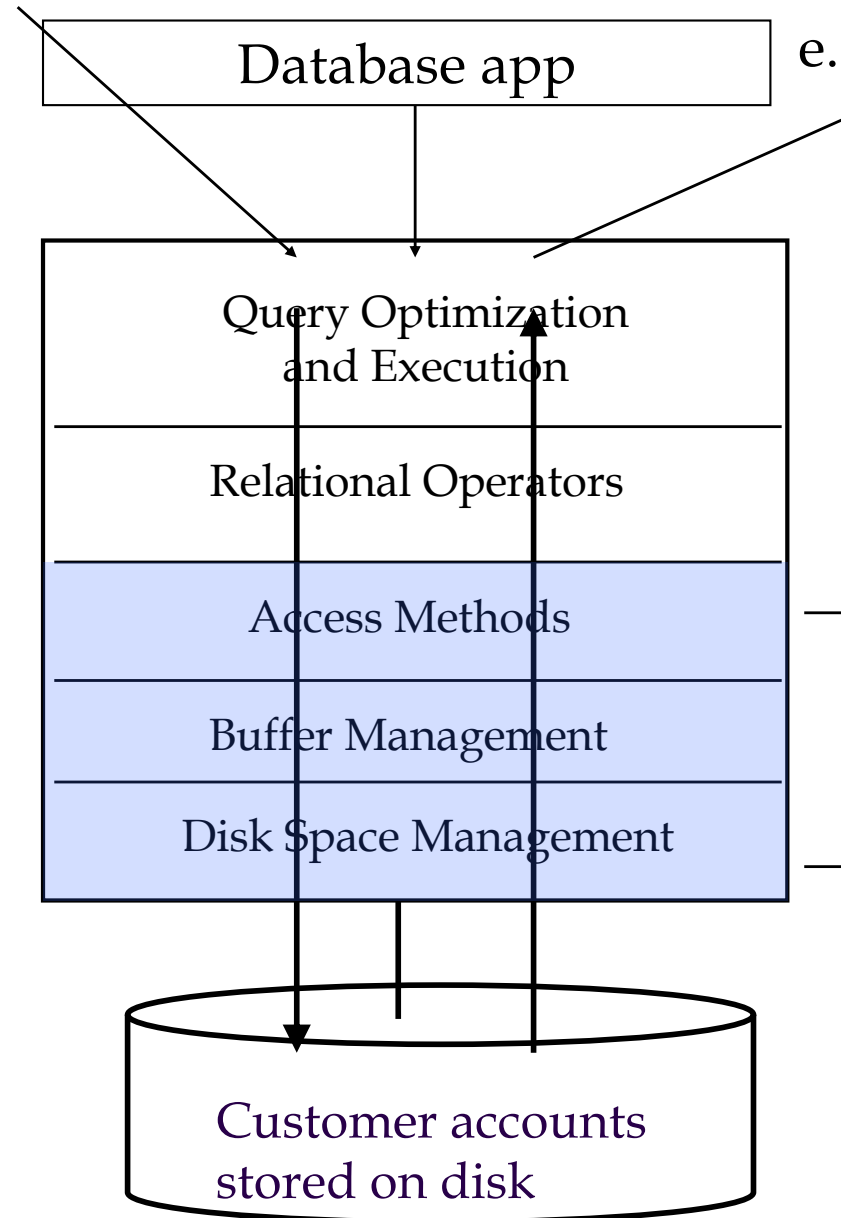 Database app
e.
Query Optimization
and Execution
Relational Operators
Access Methods
Buffer Management
Disk Space Management
Customer accounts
stored on disk